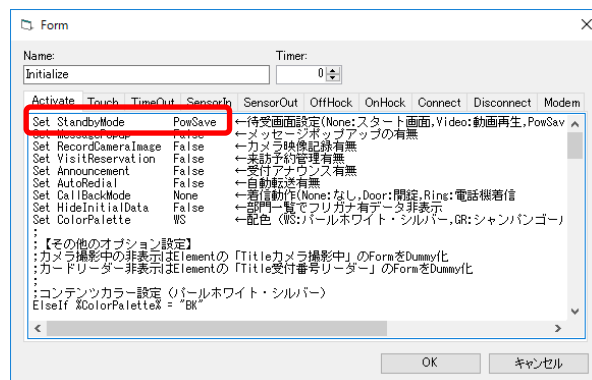 Form
Name:
Timer:
Initialize
0
Activate Touch TimeOut SensorIn SensorOut OffHock OnHock Connect Disconnect Modem
Set StandbyMode PowSave ←待受画面設定(None:スタート画面,Video:動画再生,PowSav
Set MessagePopup False ←メッセージポップアップの有無
Set RecordCameraImage False ←カメラ映像記録有無
Set VisitReservation False ←来訪予約管理有無
Set Announcement False ←受付アナウンス有無
Set AutoRedial False ←自動転送有無
Set CallBackMode None ←着信動作(None:なし,Door:開錠,Ring:電話機着信
Set HideInitialData False ←部門一覧でフリガナ有データ非表示
Set ColorPalette WS ←配色 (WS:パールホワイト・シルバー,GR:シャンパンゴー
;
;【その他のオプション設定】
;カメラ撮影中の非表示はElementの「Titleカメラ撮影中」のFormをDummy化
;カードリーダー非表示はElementの「Title受付番号リーダー」のFormをDummy化
;
;コンテンツカラー設定（パールホワイト・シルバー）
ElseIf %ColorPalette% = "BK"
OK キャンセル